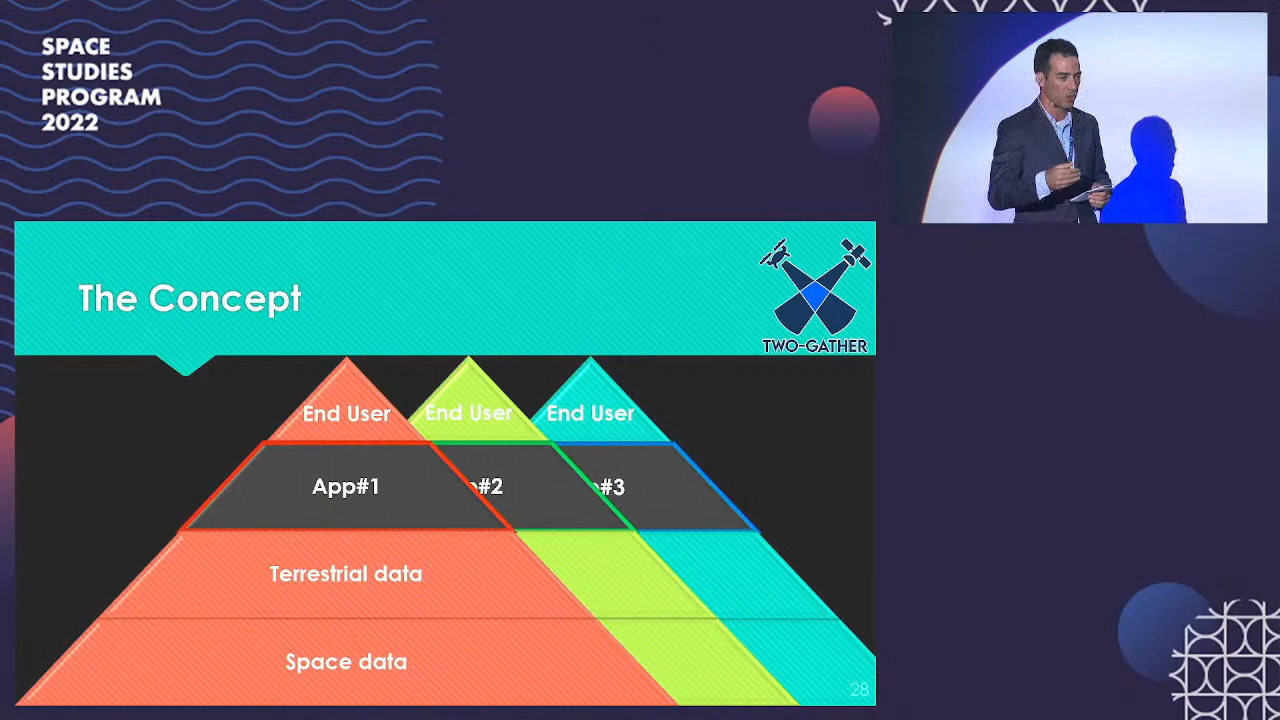 SPACE
STUDIES
PROGRAM
2022
The Concept
TWO-GATHER
End User
End User
End User
App#1
#2
#3
Terrestrial data
Space data
28